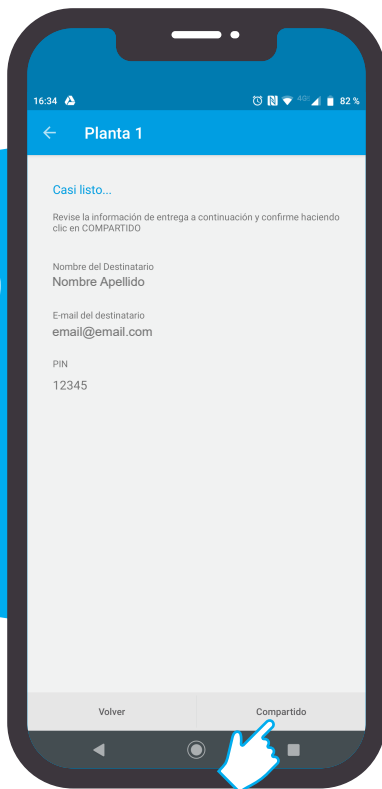 16:34 4GE 82 %
Planta 1
Casi listo...
Revise la información de entrega a continuación y confirme haciendo
clic en COMPARTIDO
Nombre del Destinatario
Nombre Apellido
E-mail del destinatario
email@email.com
PIN
12345
Volver Compartido